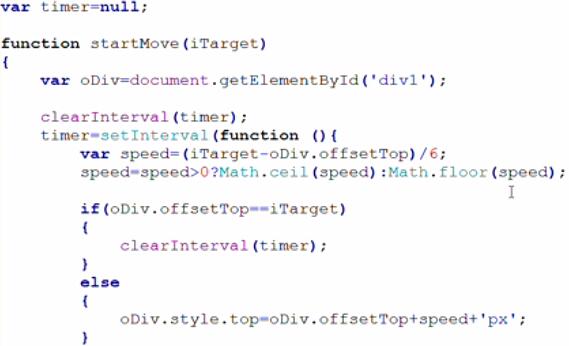 var timer=null;
function startMove(iTarget)
{
var oDiv=document.getElementById('div1');
clearInterval(timer);
timer=setInterval(function (){
var speed=(iTarget-oDiv.offsetTop)/6;
speed=speed>0?Math.ceil(speed):Math.floor(speed);
if(oDiv.offsetTop==iTarget)
{
clearInterval(timer);
}
else
{
oDiv.style.top=oDiv.offsetTop+speed+'px';
}